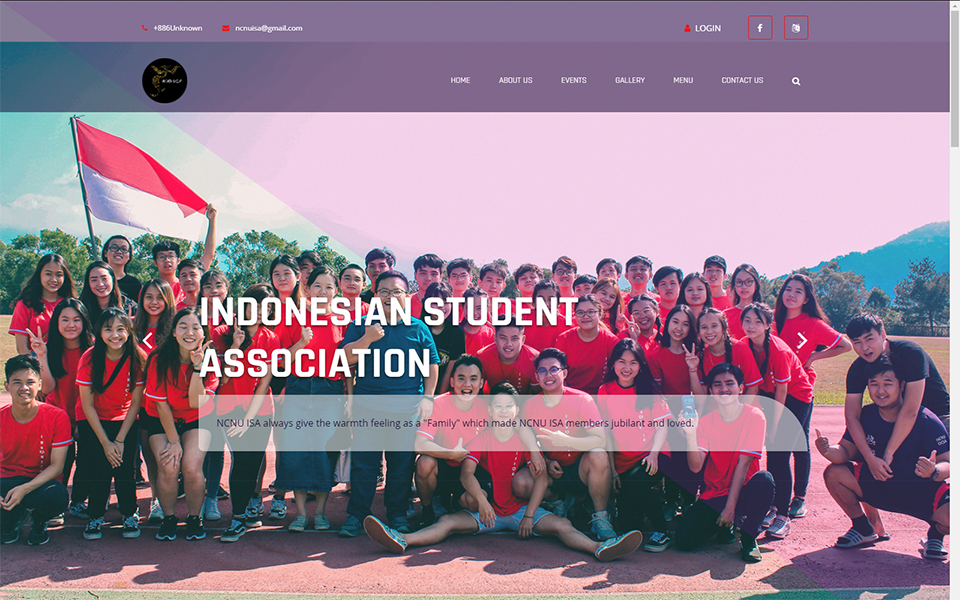 +886Unknown ncnuisa@gmail.com LOGIN
HOME ABOUT US EVENTS GALLERY MENU CONTACT US
INDONESIAN STUDENT
ASSOCIATION
NCNU ISA always give the warmth feeling as a "Family" which made NCNU ISA members jubilant and loved.